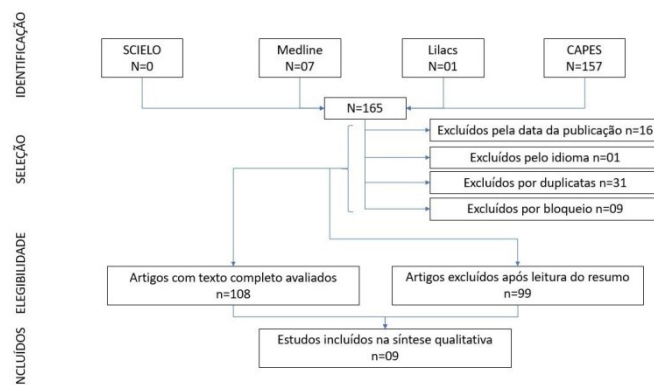 IDENTIFICAÇÃO
SCIELO
N=0
Medline
N=07
Lilacs
N=01
CAPES
N=157
N=165
SELEÇÃO
Excluídos pela data da publicação n=16
Excluídos pelo idioma n=01
Excluídos por duplicatas n=31
Excluídos por bloqueio n=09
ELEGIBILIDADE
Artigos com texto completo avaliados
n=108
Artigos excluídos após leitura do resumo
n=99
NCLUÍDOS
Estudos incluídos na síntese qualitativa
n=09